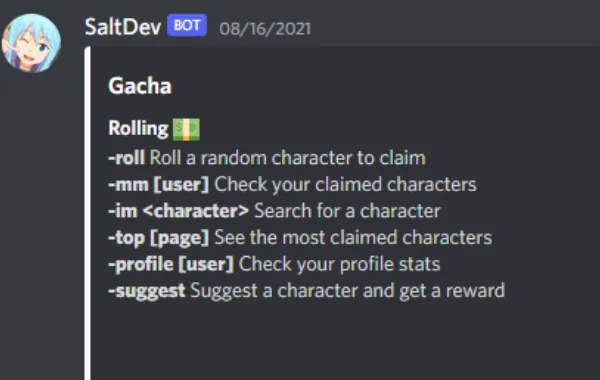 SaltDev BOT 08/16/2021
Gacha
Rolling 💵
-roll Roll a random character to claim
-mm [user] Check your claimed characters
-im <character> Search for a character
-top [page] See the most claimed characters
-profile [user] Check your profile stats
-suggest Suggest a character and get a reward